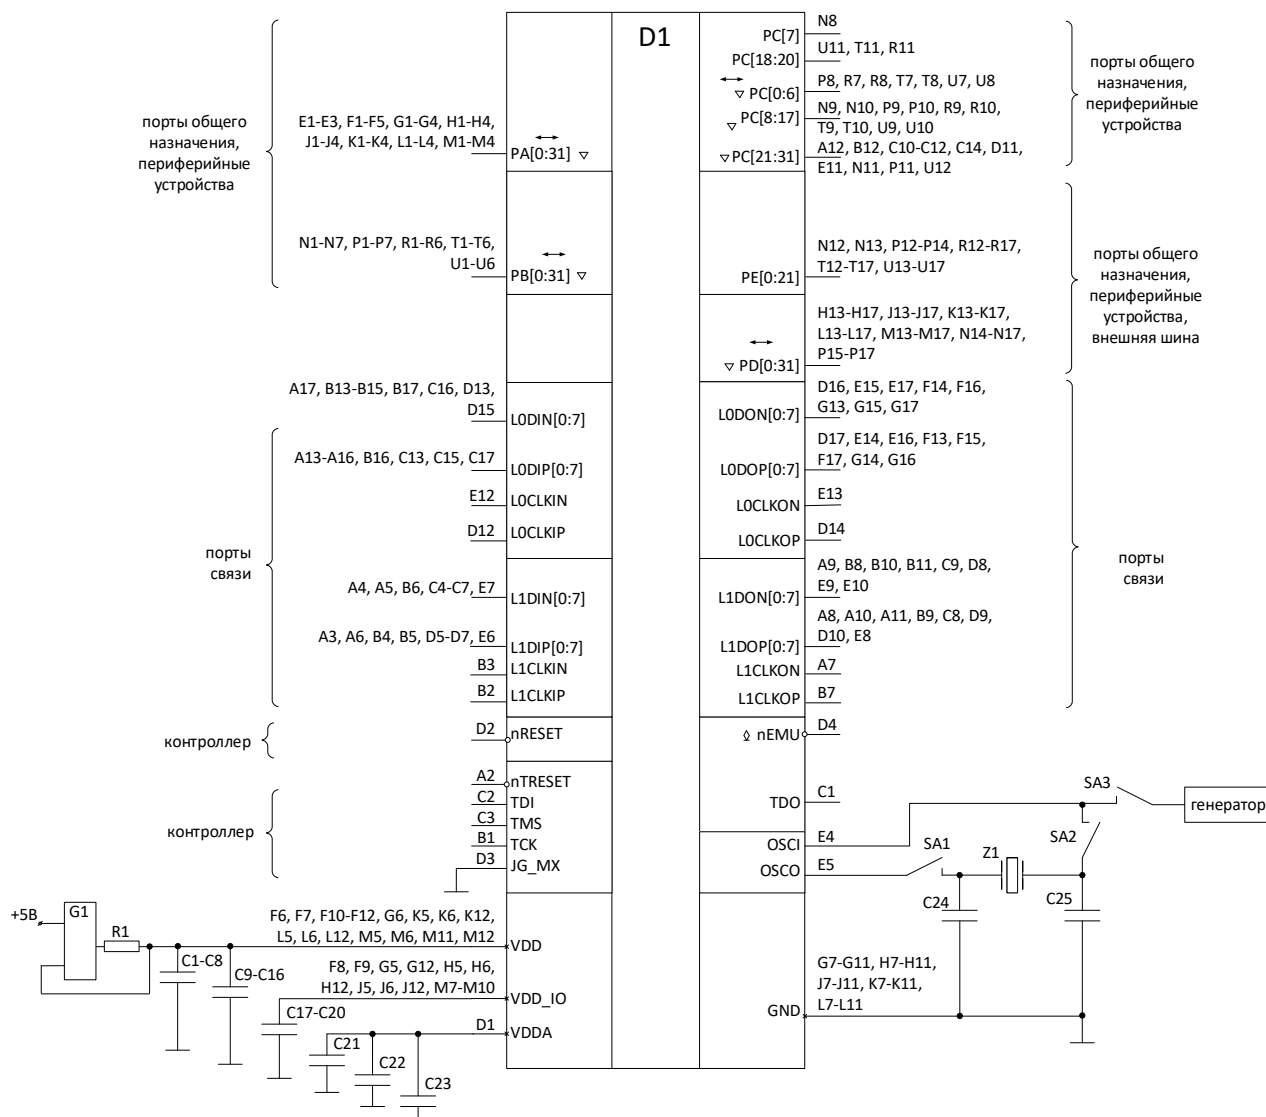 D1
порты общего
назначения,
периферийные
устройства
E1-E3, F1-F5, G1-G4, H1-H4,
J1-J4, K1-K4, L1-L4, M1-M4
PA[0:31]
N1-N7, P1-P7, R1-R6, T1-T6,
U1-U6
PB[0:31]
A17, B13-B15, B17, C16, D13,
D15
L0DIN[0:7]
A13-A16, B16, C13, C15, C17
L0DIP[0:7]
E12
L0CLKIN
D12
L0CLKIP
порты
связи
A4, A5, B6, C4-C7, E7
L1DIN[0:7]
A3, A6, B4, B5, D5-D7, E6
L1DIP[0:7]
B3
L1CLKIN
B2
L1CLKIP
контроллер
D2
nRESET
A2
nTRESET
C2
TDI
контроллер
C3
TMS
B1
TCK
D3
JG_MX
+5В
G1
R1
F6, F7, F10-F12, G6, K5, K6, K12,
L5, L6, L12, M5, M6, M11, M12
VDD
C1-C8
C9-C16
F8, F9, G5, G12, H5, H6,
H12, J5, J6, J12, M7-M10
VDD_IO
C17-C20
D1
VDDA
C21
C22
C23
N8
PC[7]
U11, T11, R11
PC[18:20]
P8, R7, R8, T7, T8, U7, U8
PC[0:6]
N9, N10, P9, P10, R9, R10,
T9, T10, U9, U10
PC[8:17]
A12, B12, C10-C12, C14, D11,
E11, N11, P11, U12
PC[21:31]
порты общего
назначения,
периферийные
устройства
N12, N13, P12-P14, R12-R17,
T12-T17, U13-U17
PE[0:21]
H13-H17, J13-J17, K13-K17,
L13-L17, M13-M17, N14-N17,
P15-P17
PD[0:31]
порты общего
назначения,
периферийные
устройства,
внешняя шина
D16, E15, E17, F14, F16,
G13, G15, G17
L0DON[0:7]
D17, E14, E16, F13, F15,
F17, G14, G16
L0DOP[0:7]
E13
L0CLKON
D14
L0CLKOP
порты
связи
A9, B8, B10, B11, C9, D8,
E9, E10
L1DON[0:7]
A8, A10, A11, B9, C8, D9,
D10, E8
L1DOP[0:7]
A7
L1CLKON
B7
L1CLKOP
D4
nEMU
C1
TDO
E4
OSCI
E5
OSCO
SA3
генератор
SA2
SA1
Z1
C24
C25
G7-G11, H7-H11,
J7-J11, K7-K11,
L7-L11
GND